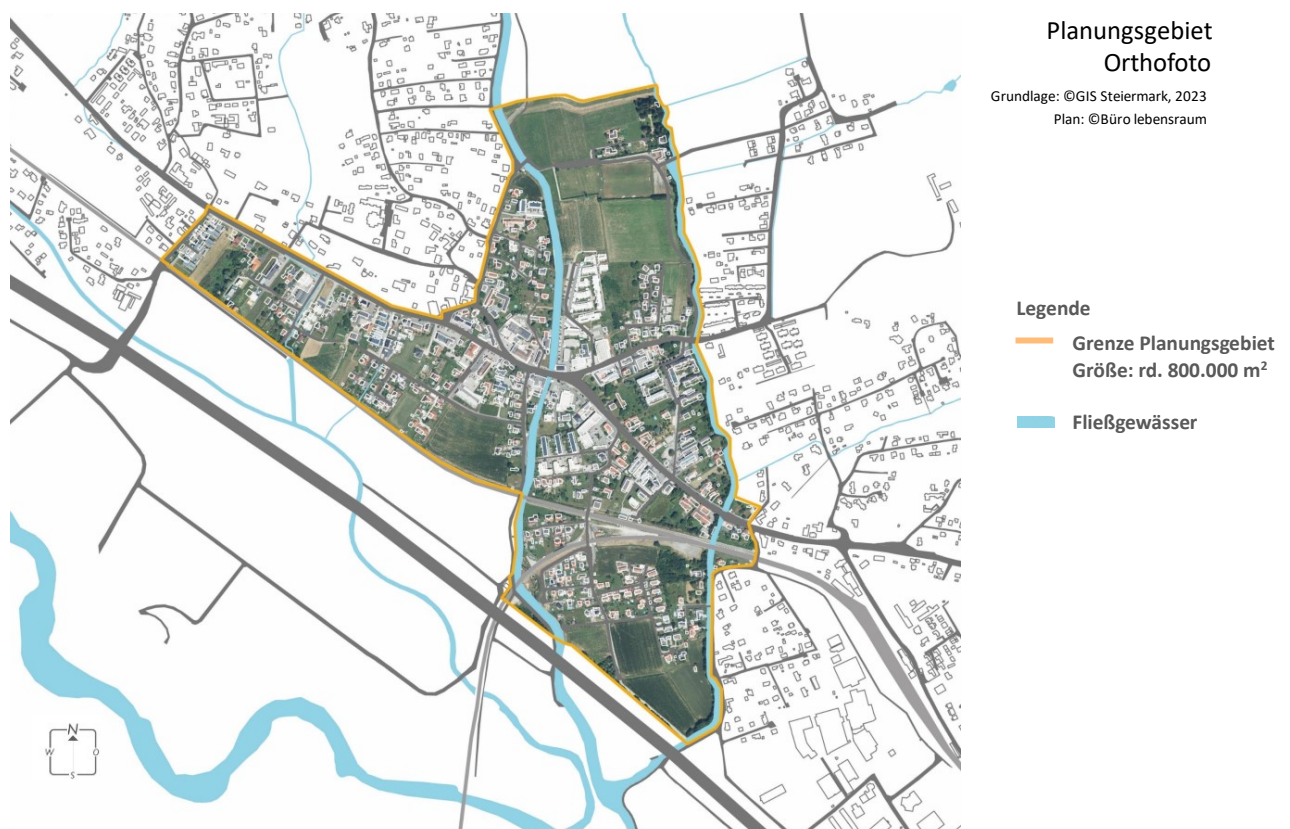 Planungsgebiet
Orthofoto
Grundlage: ©GIS Steiermark, 2023
Plan: ©Büro lebensraum
Legende
Grenze Planungsgebiet
Größe: rd. 800.000 m²
Fließgewässer
N
W O
S